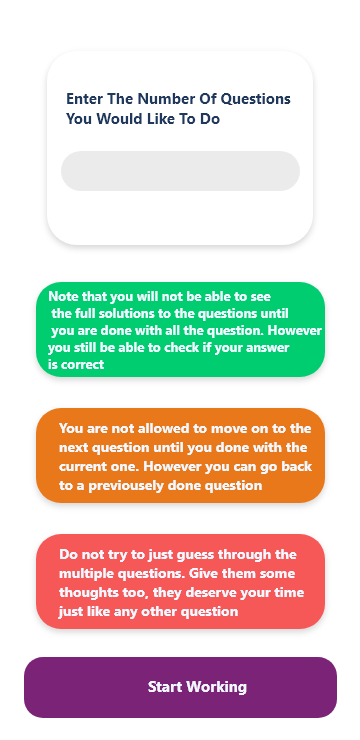 Enter The Number Of Questions
You Would Like To Do
Note that you will not be able to see
the full solutions to the questions until
you are done with all the question. However
you still be able to check if your answer
is correct
You are not allowed to move on to the
next question until you done with the
current one. However you can go back
to a previousely done question
Do not try to just guess through the
multiple questions. Give them some
thoughts too, they deserve your time
just like any other question
Start Working